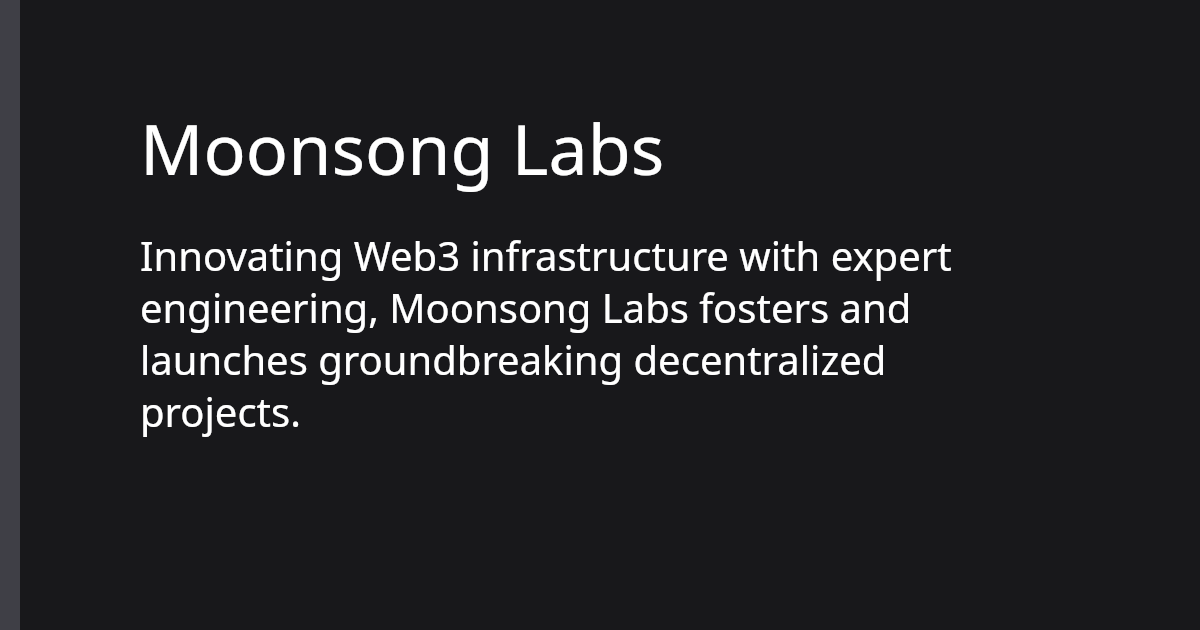 Moonsong Labs
Innovating Web3 infrastructure with expert
engineering, Moonsong Labs fosters and
launches groundbreaking decentralized
projects.